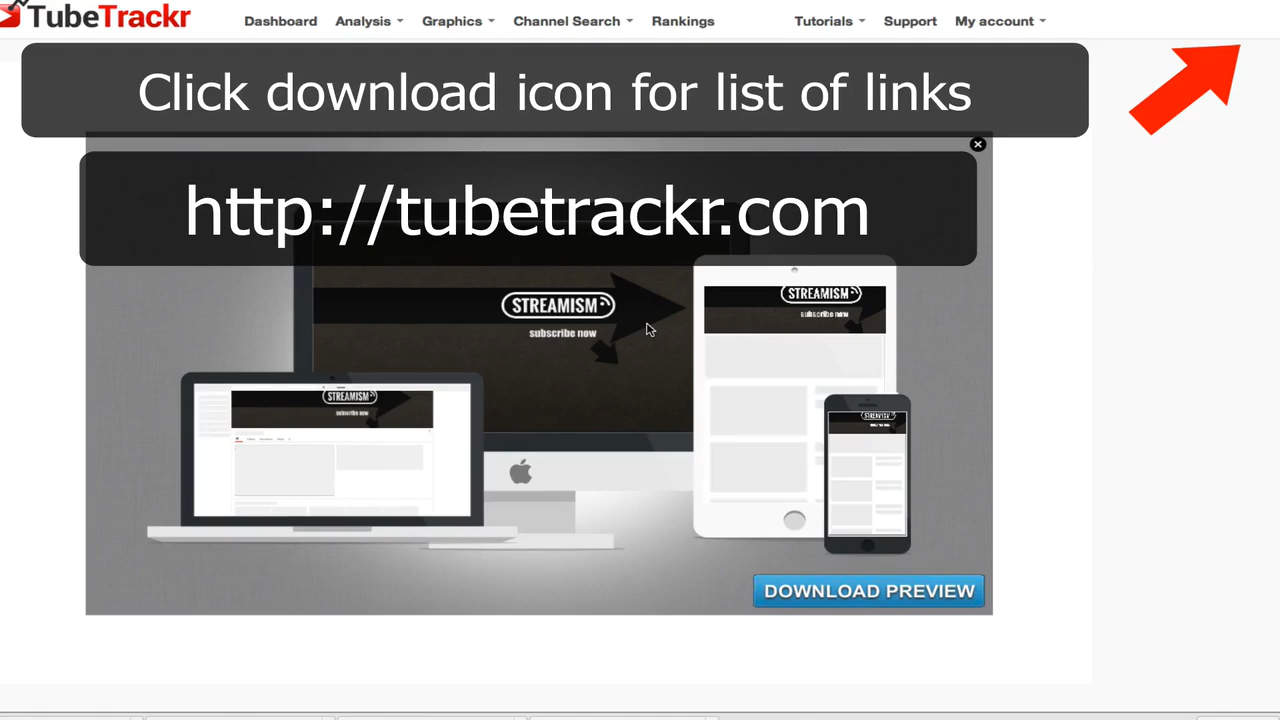 TubeTrackr Dashboard Analysis Graphics Channel Search Rankings Tutorials Support My account
Click download icon for list of links
http://tubetrackr.com
STREAMISM
subscribe now
STREAMISM
subscribe now
STREAMISM
subscribe now
STREAMISM
DOWNLOAD PREVIEW